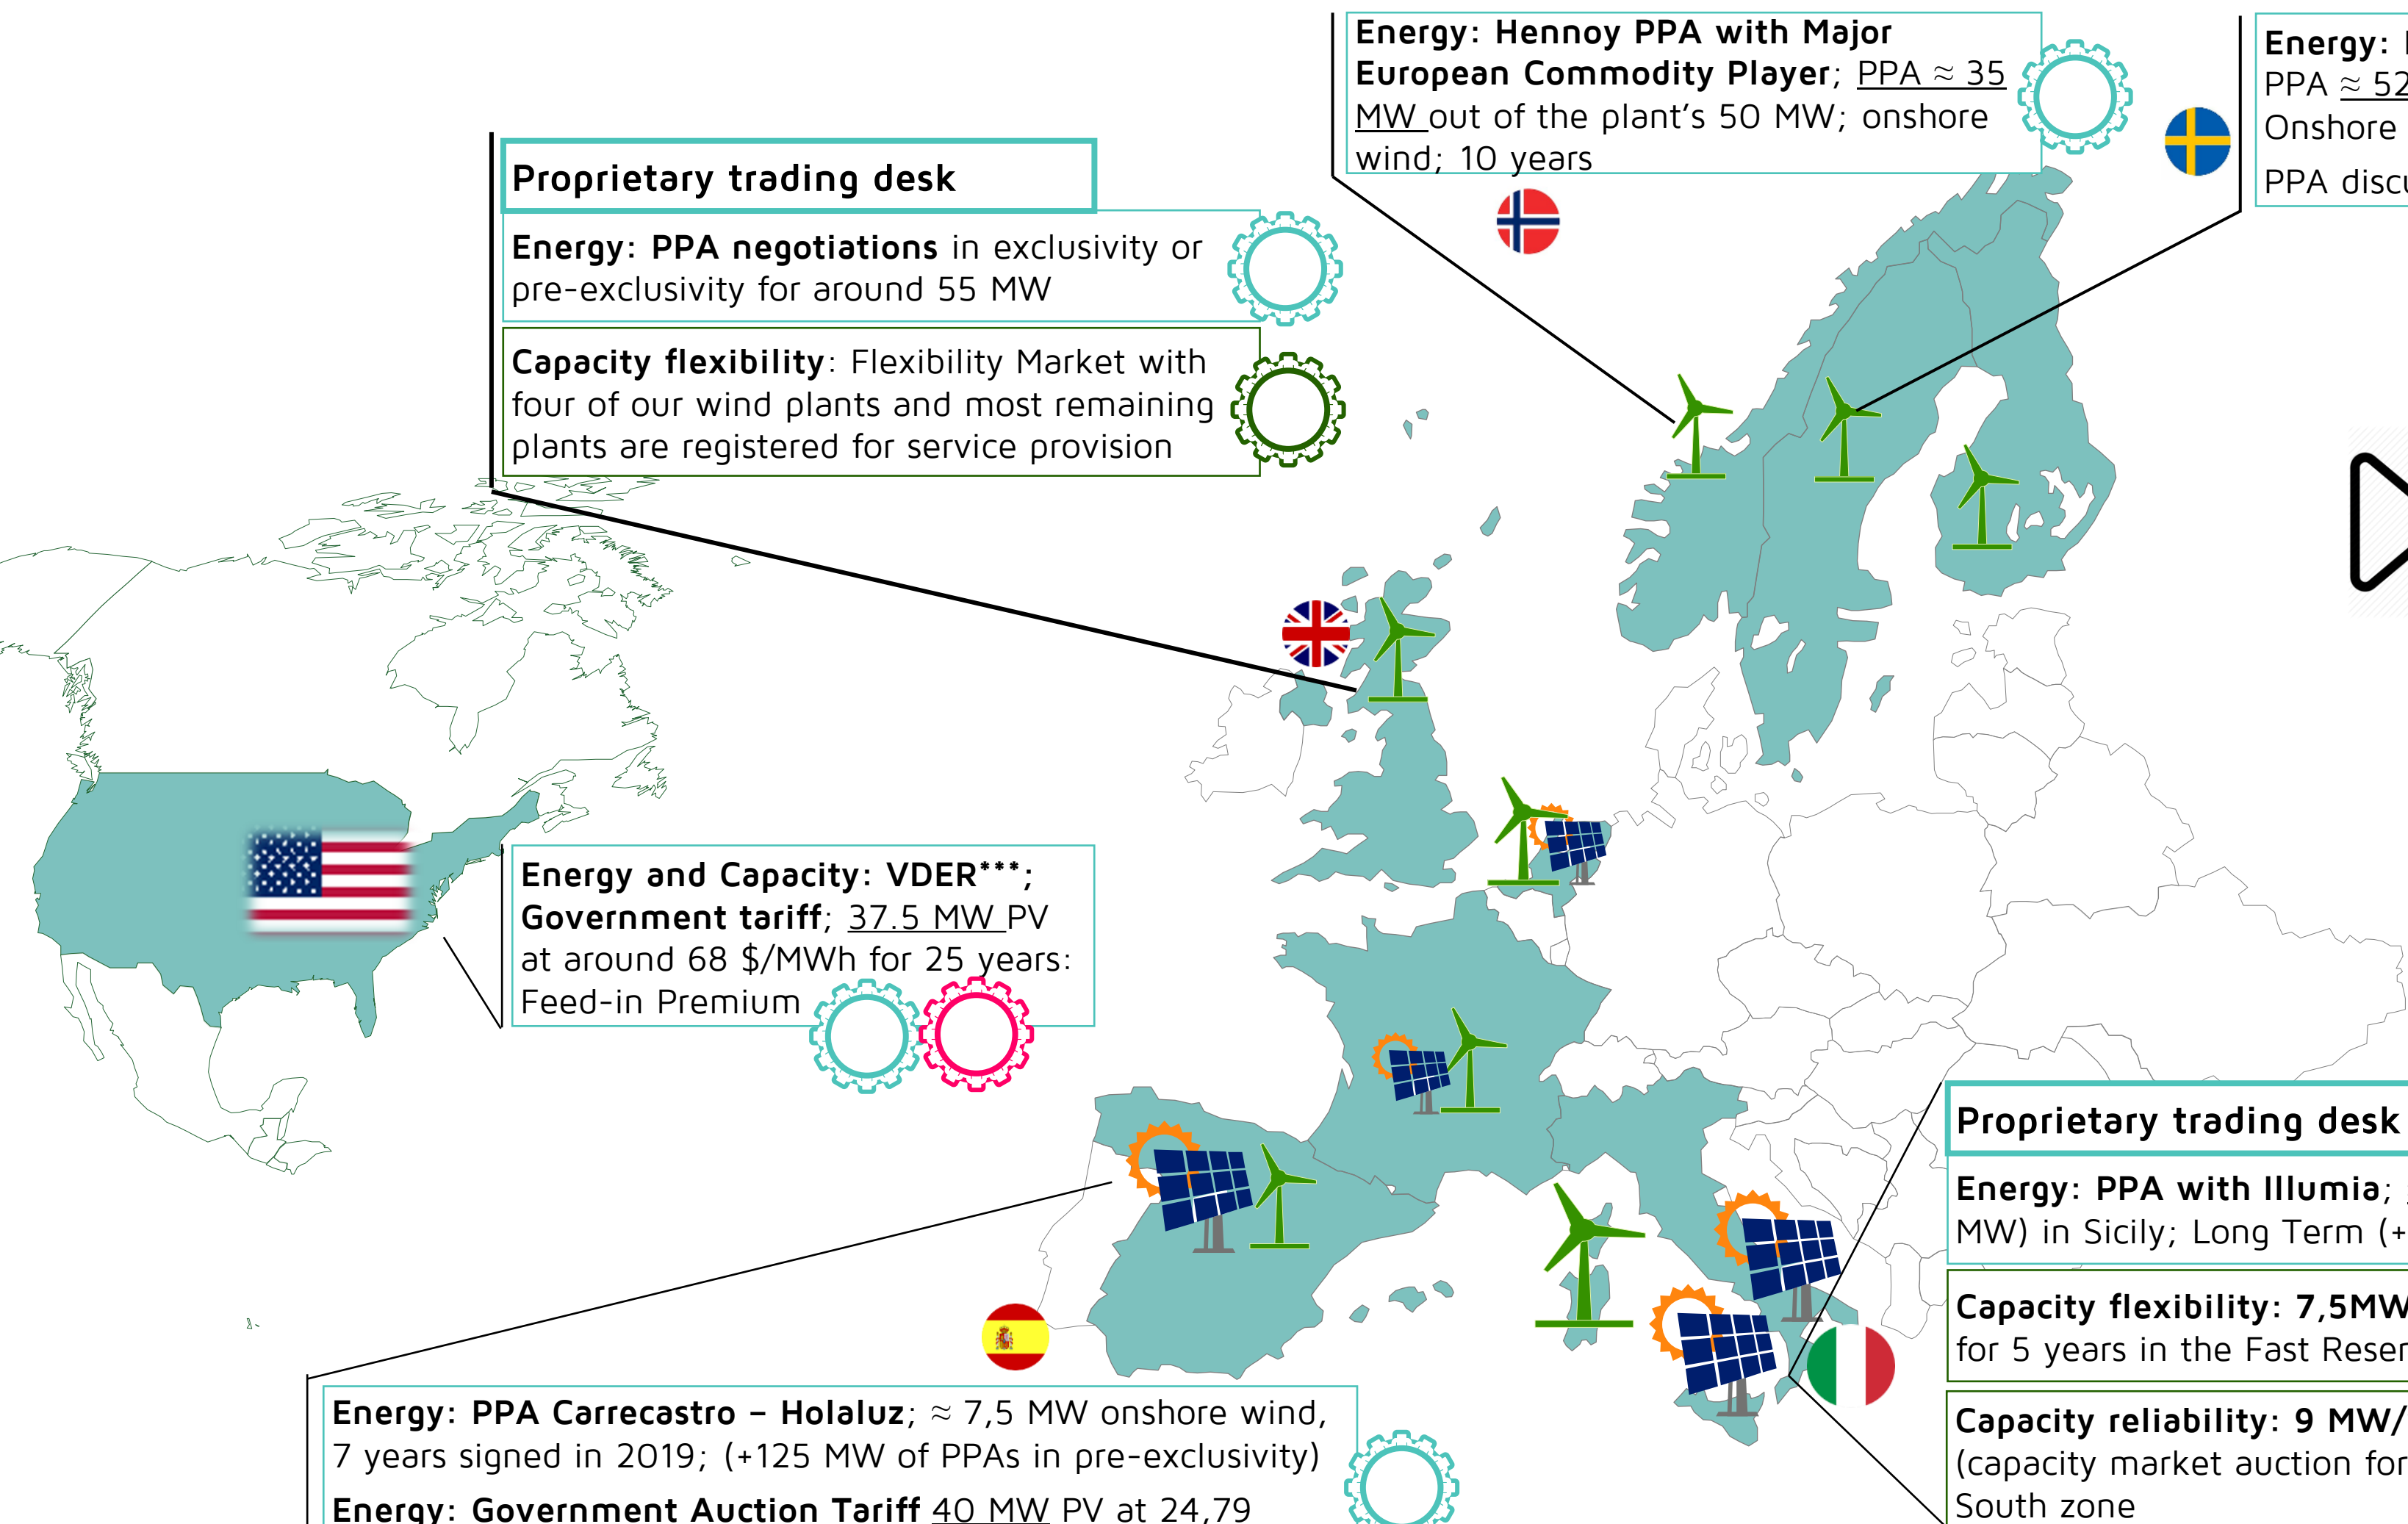 Energy: Hennoy PPA with Major
European Commodity Player; PPA ≈ 35
MW out of the plant's 50 MW; onshore
wind; 10 years
Energy:
PPA ≈ 52
Onshore
PPA
Proprietary trading desk
Energy: PPA negotiations in exclusivity or
pre-exclusivity for around 55 MW
Capacity flexibility: Flexibility Market with
four of our wind plants and most remaining
plants are registered for service provision
Energy and Capacity: VDER***;
Government tariff; 37.5 MW PV
at around 68 $/MWh for 25 years:
Feed-in Premium
Proprietary trading desk
Energy: PPA with Illumia;
MW) in Sicily; Long Term (+
Capacity flexibility: 7,5MW
for 5 years in the Fast
Capacity reliability: 9 MW/
(capacity market auction for
South zone
Energy: PPA Carrecastro – Holaluz; ≈ 7,5 MW onshore wind,
7 years signed in 2019; (+125 MW of PPAs in pre-exclusivity)
Energy: Government Auction Tariff 40 MW PV at 24,79